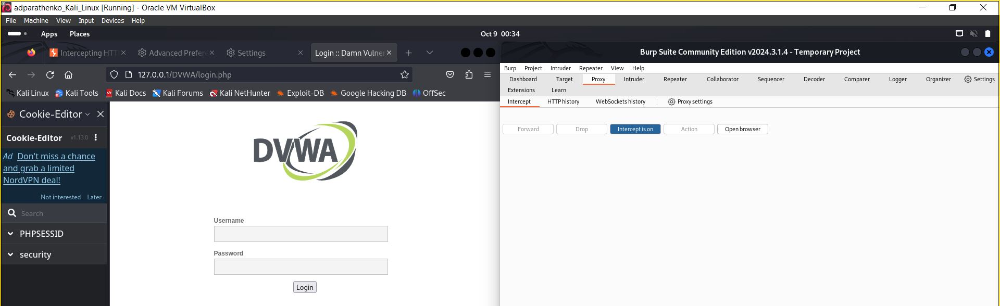 adparathenko_Kali_Linux [Running] - Oracle VM VirtualBox
File Machine View Input Devices Help
Apps Places Oct 9 00:34
Intercepting HTT Advanced Prefere Settings Login :: Damn Vulner
127.0.0.1/DVWA/login.php
Kali Linux Kali Tools Kali Docs Kali Forums Kali NetHunter Exploit-DB Google Hacking DB OffSec
Cookie-Editor
Cookie-Editor v1.13.0
Ad Don't miss a chance
and grab a limited
NordVPN deal!
Not interested Later
Search
PHPSESSID
security
DVWA
Username
Password
Login
Burp Suite Community Edition v2024.3.1.4 - Temporary Project
Burp Project Intruder Repeater View Help
Dashboard Target Proxy Intruder Repeater Collaborator Sequencer Decoder Comparer Logger Organizer Settings
Extensions Learn
Intercept HTTP history WebSockets history Proxy settings
Forward Drop Intercept is on Action Open browser